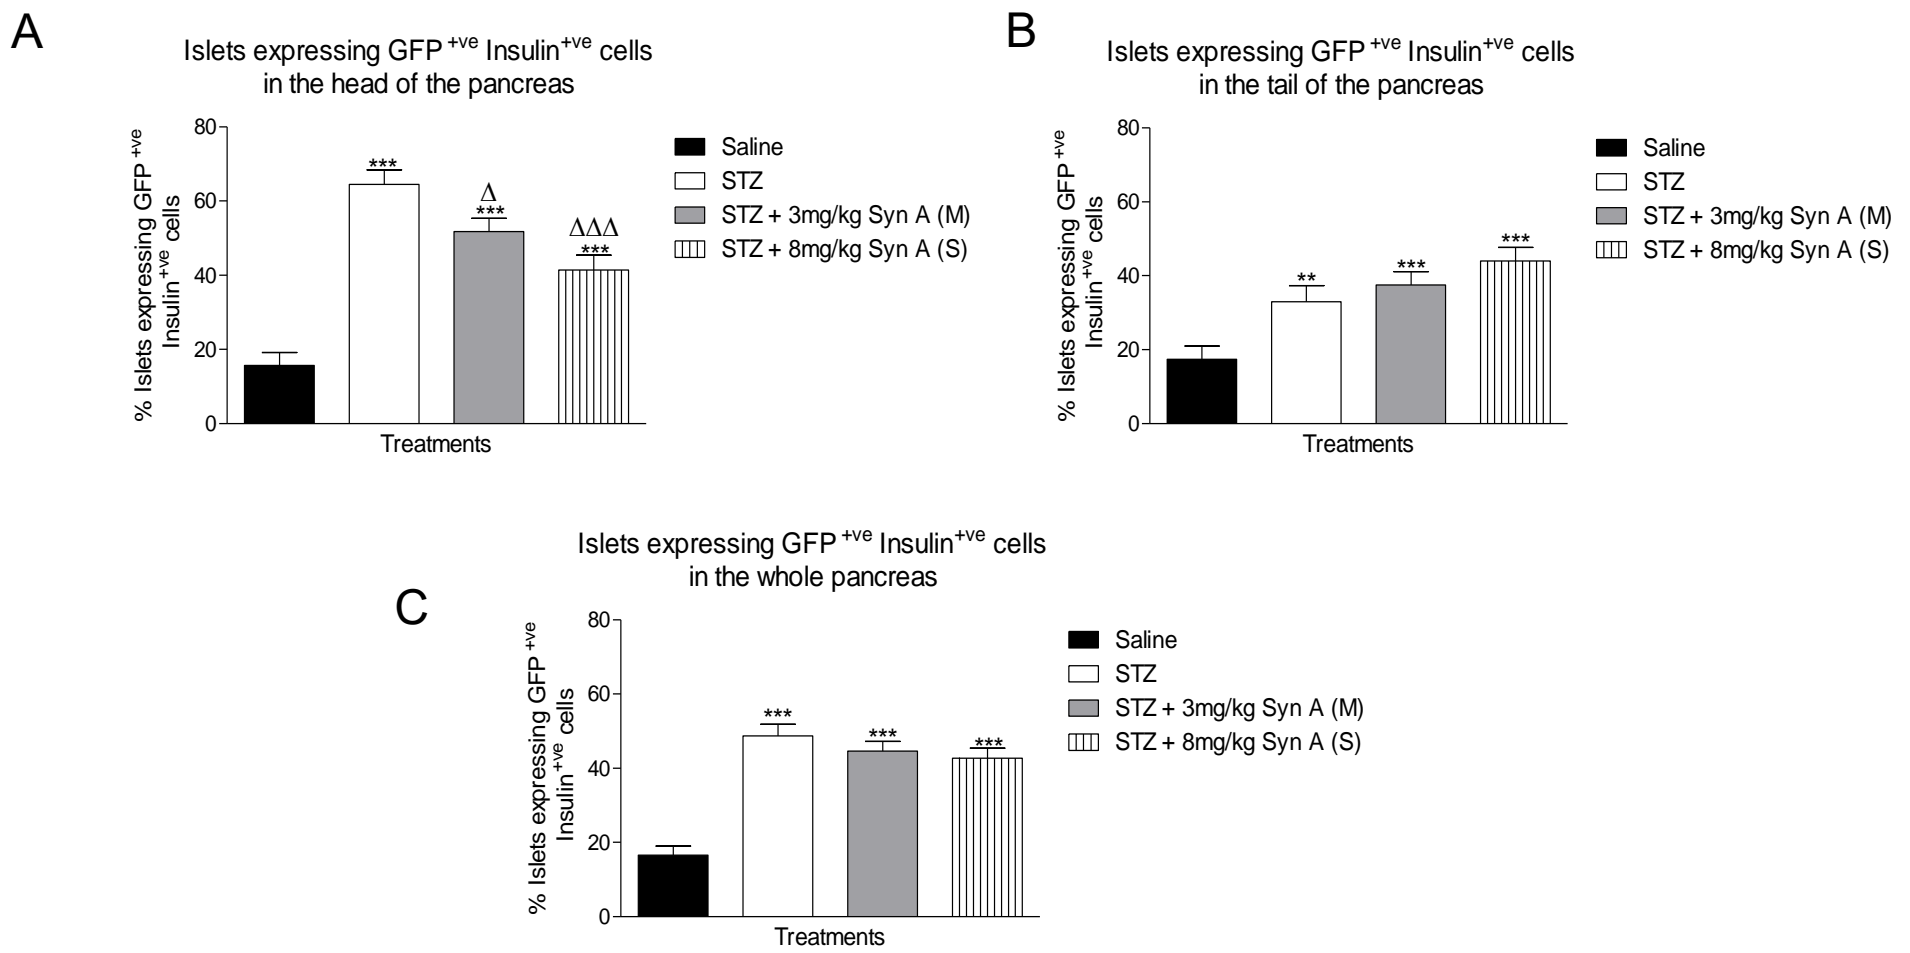 A
Islets expressing GFP +ve Insulin+ve cells
in the head of the pancreas
% Islets expressing GFP +ve
Insulin+ve cells
80
60
40
20
0
***
Δ
***
ΔΔΔ
***
Treatments
Saline
STZ
STZ + 3mg/kg Syn A (M)
STZ + 8mg/kg Syn A (S)
B
Islets expressing GFP +ve Insulin+ve cells
in the tail of the pancreas
% Islets expressing GFP +ve
Insulin+ve cells
80
60
40
20
0
**
***
***
Treatments
Saline
STZ
STZ + 3mg/kg Syn A (M)
STZ + 8mg/kg Syn A (S)
C
Islets expressing GFP +ve Insulin+ve cells
in the whole pancreas
% Islets expressing GFP +ve
Insulin+ve cells
80
60
40
20
0
***
***
***
Treatments
Saline
STZ
STZ + 3mg/kg Syn A (M)
STZ + 8mg/kg Syn A (S)